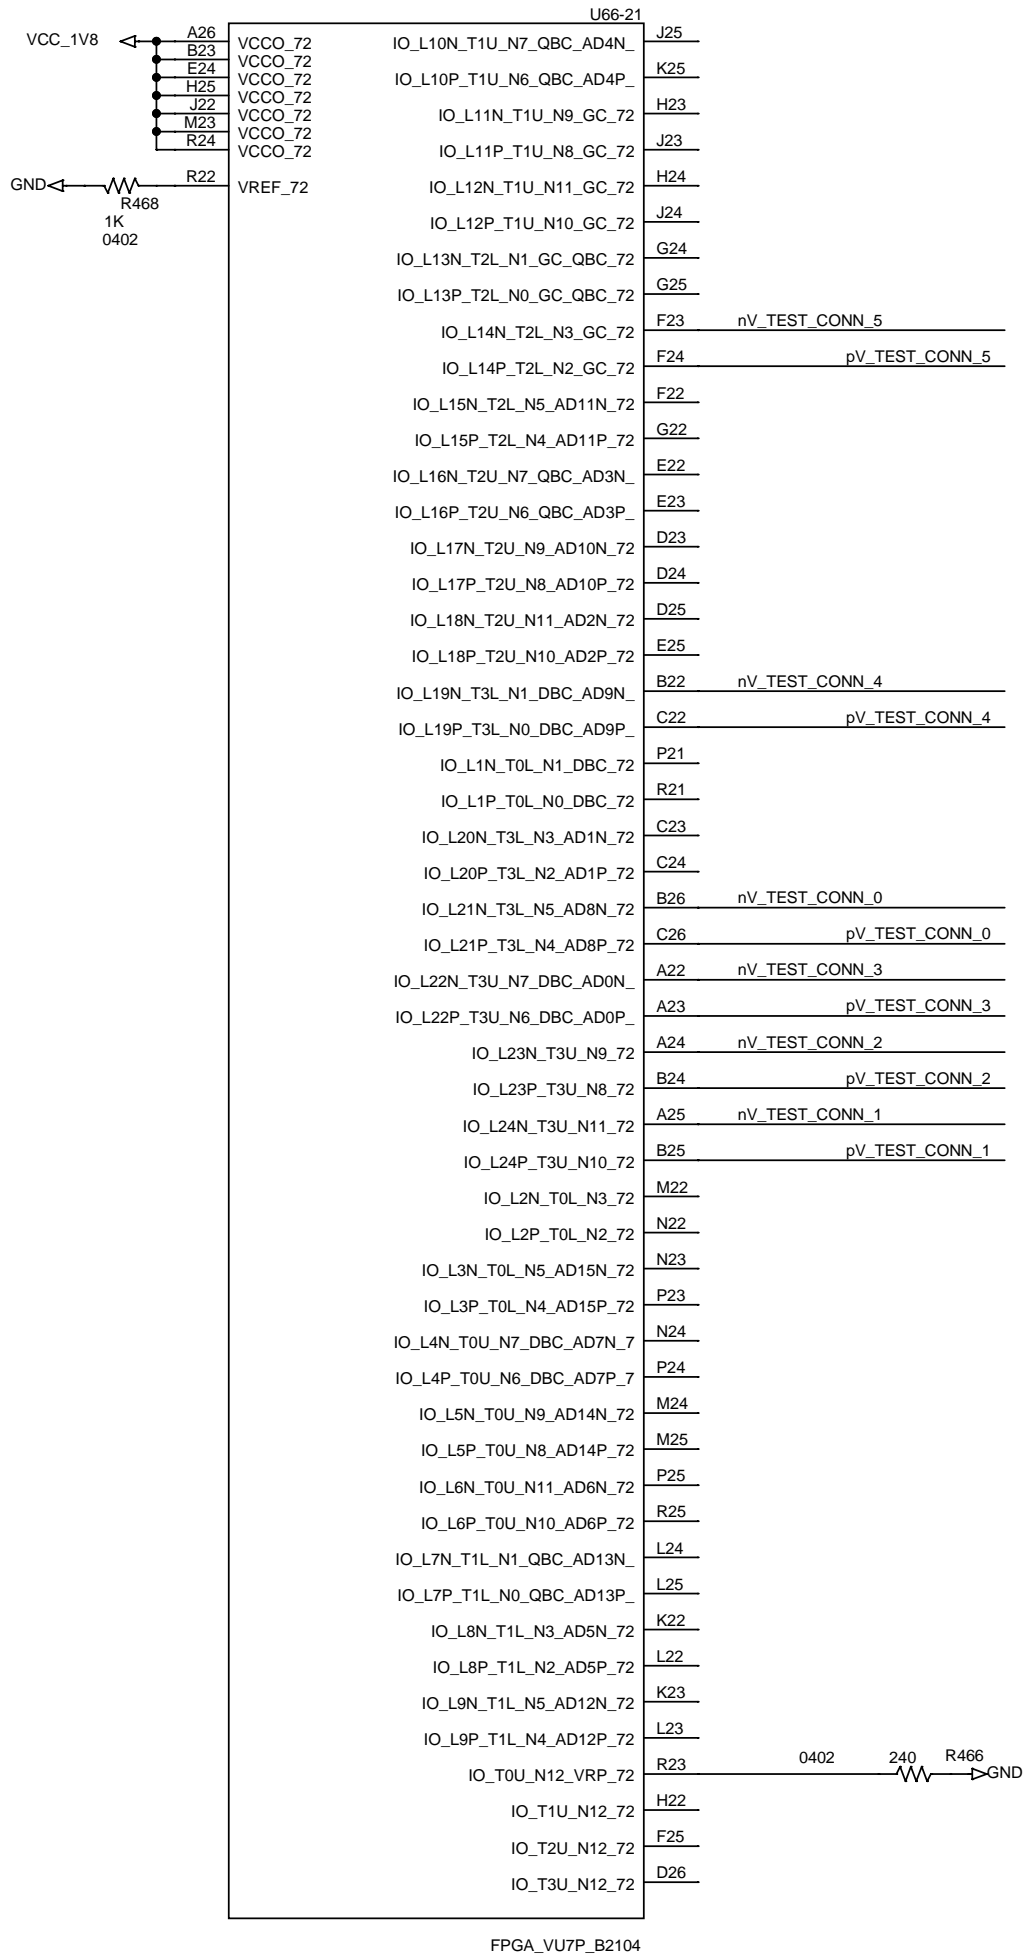 U66-21
VCC_1V8
A26 VCCO_72 IO_L10N_T1U_N7_QBC_AD4N_ J25
B23 VCCO_72
E24 VCCO_72 IO_L10P_T1U_N6_QBC_AD4P_ K25
H25 VCCO_72
J22 VCCO_72 IO_L11N_T1U_N9_GC_72 H23
M23 VCCO_72
R24 VCCO_72 IO_L11P_T1U_N8_GC_72 J23
GND R22 VREF_72 IO_L12N_T1U_N11_GC_72 H24
R468
1K
0402
IO_L12P_T1U_N10_GC_72 J24
IO_L13N_T2L_N1_GC_QBC_72 G24
IO_L13P_T2L_N0_GC_QBC_72 G25
IO_L14N_T2L_N3_GC_72 F23 nV_TEST_CONN_5
IO_L14P_T2L_N2_GC_72 F24 pV_TEST_CONN_5
IO_L15N_T2L_N5_AD11N_72 F22
IO_L15P_T2L_N4_AD11P_72 G22
IO_L16N_T2U_N7_QBC_AD3N_ E22
IO_L16P_T2U_N6_QBC_AD3P_ E23
IO_L17N_T2U_N9_AD10N_72 D23
IO_L17P_T2U_N8_AD10P_72 D24
IO_L18N_T2U_N11_AD2N_72 D25
IO_L18P_T2U_N10_AD2P_72 E25
IO_L19N_T3L_N1_DBC_AD9N_ B22 nV_TEST_CONN_4
IO_L19P_T3L_N0_DBC_AD9P_ C22 pV_TEST_CONN_4
IO_L1N_T0L_N1_DBC_72 P21
IO_L1P_T0L_N0_DBC_72 R21
IO_L20N_T3L_N3_AD1N_72 C23
IO_L20P_T3L_N2_AD1P_72 C24
IO_L21N_T3L_N5_AD8N_72 B26 nV_TEST_CONN_0
IO_L21P_T3L_N4_AD8P_72 C26 pV_TEST_CONN_0
IO_L22N_T3U_N7_DBC_AD0N_ A22 nV_TEST_CONN_3
IO_L22P_T3U_N6_DBC_AD0P_ A23 pV_TEST_CONN_3
IO_L23N_T3U_N9_72 A24 nV_TEST_CONN_2
IO_L23P_T3U_N8_72 B24 pV_TEST_CONN_2
IO_L24N_T3U_N11_72 A25 nV_TEST_CONN_1
IO_L24P_T3U_N10_72 B25 pV_TEST_CONN_1
IO_L2N_T0L_N3_72 M22
IO_L2P_T0L_N2_72 N22
IO_L3N_T0L_N5_AD15N_72 N23
IO_L3P_T0L_N4_AD15P_72 P23
IO_L4N_T0U_N7_DBC_AD7N_7 N24
IO_L4P_T0U_N6_DBC_AD7P_7 P24
IO_L5N_T0U_N9_AD14N_72 M24
IO_L5P_T0U_N8_AD14P_72 M25
IO_L6N_T0U_N11_AD6N_72 P25
IO_L6P_T0U_N10_AD6P_72 R25
IO_L7N_T1L_N1_QBC_AD13N_ L24
IO_L7P_T1L_N0_QBC_AD13P_ L25
IO_L8N_T1L_N3_AD5N_72 K22
IO_L8P_T1L_N2_AD5P_72 L22
IO_L9N_T1L_N5_AD12N_72 K23
IO_L9P_T1L_N4_AD12P_72 L23
IO_T0U_N12_VRP_72 R23 0402 240 R466 GND
IO_T1U_N12_72 H22
IO_T2U_N12_72 F25
IO_T3U_N12_72 D26
FPGA_VU7P_B2104